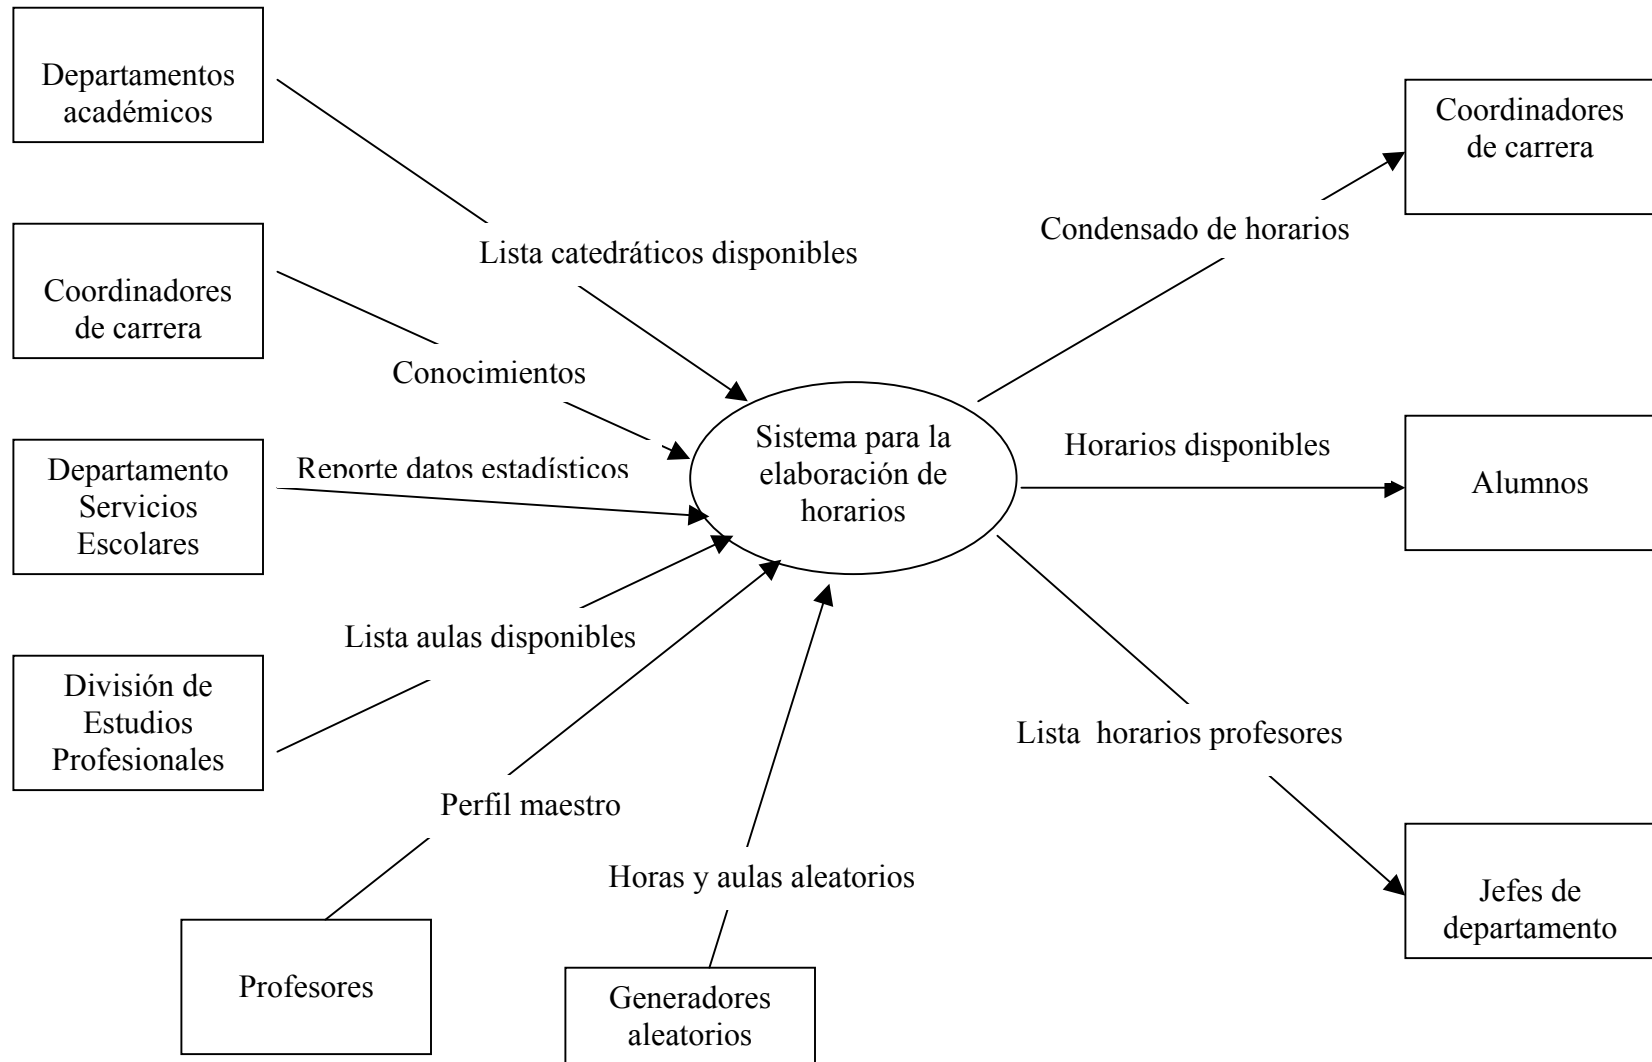 Departamentos
académicos
Coordinadores
de carrera
Lista catedráticos disponibles
Condensado de horarios
Coordinadores
de carrera
Conocimientos
Departamento
Servicios
Escolares
Reporte datos estadísticos
Sistema para la
elaboración de
horarios
Horarios disponibles
Alumnos
División de
Estudios
Profesionales
Lista aulas disponibles
Lista horarios profesores
Perfil maestro
Horas y aulas aleatorios
Jefes de
departamento
Profesores
Generadores
aleatorios